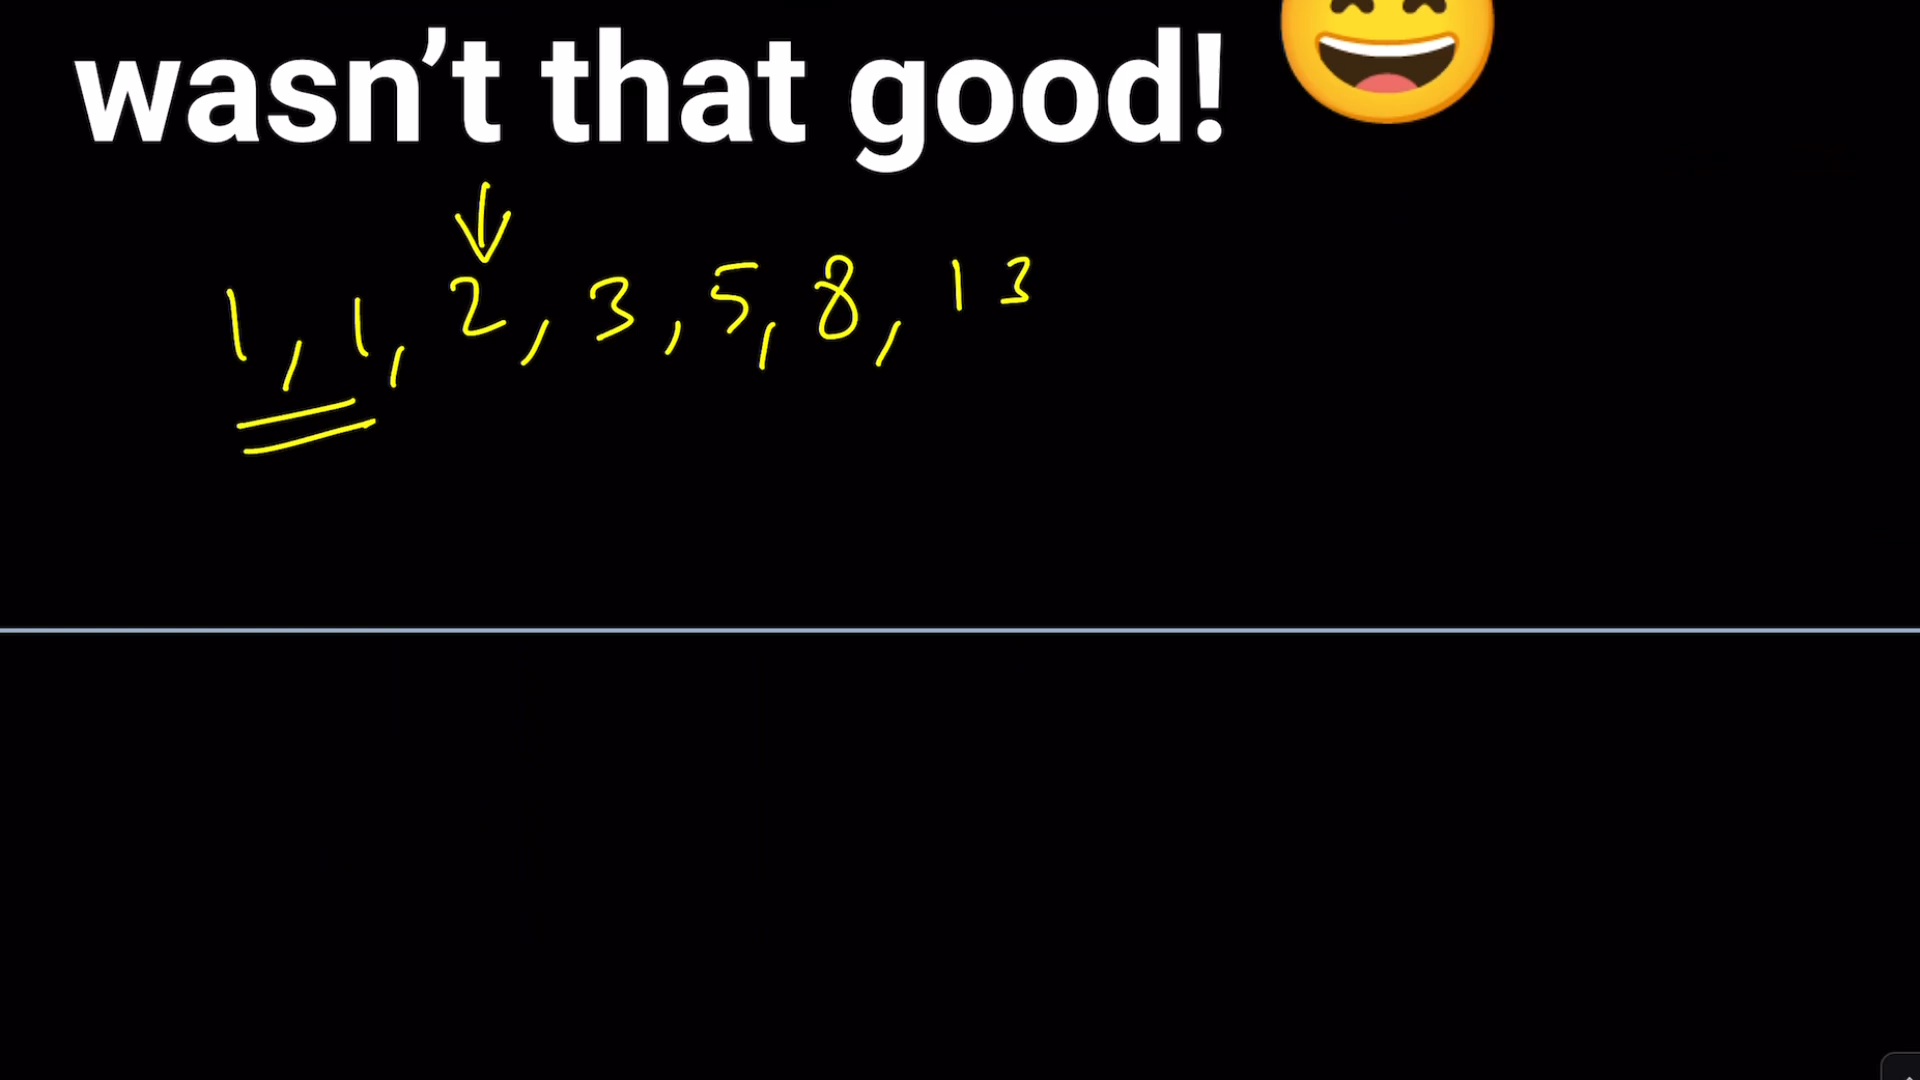 wasn’t that good!
1, 1, 2, 3, 5, 8, 13